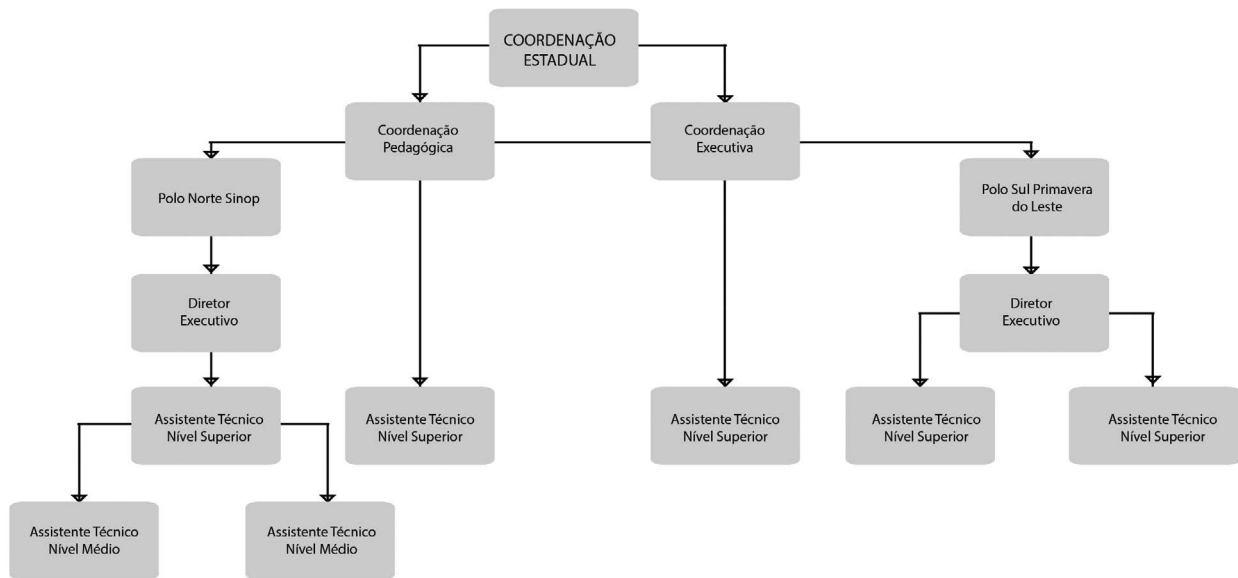 COORDENAÇÃO
ESTADUAL
Coordenação
Pedagógica
Coordenação
Executiva
Polo Norte Sinop
Polo Sul Primavera
do Leste
Diretor
Executivo
Diretor
Executivo
Assistente Técnico
Nível Superior
Assistente Técnico
Nível Superior
Assistente Técnico
Nível Superior
Assistente Técnico
Nível Superior
Assistente Técnico
Nível Superior
Assistente Técnico
Nível Médio
Assistente Técnico
Nível Médio